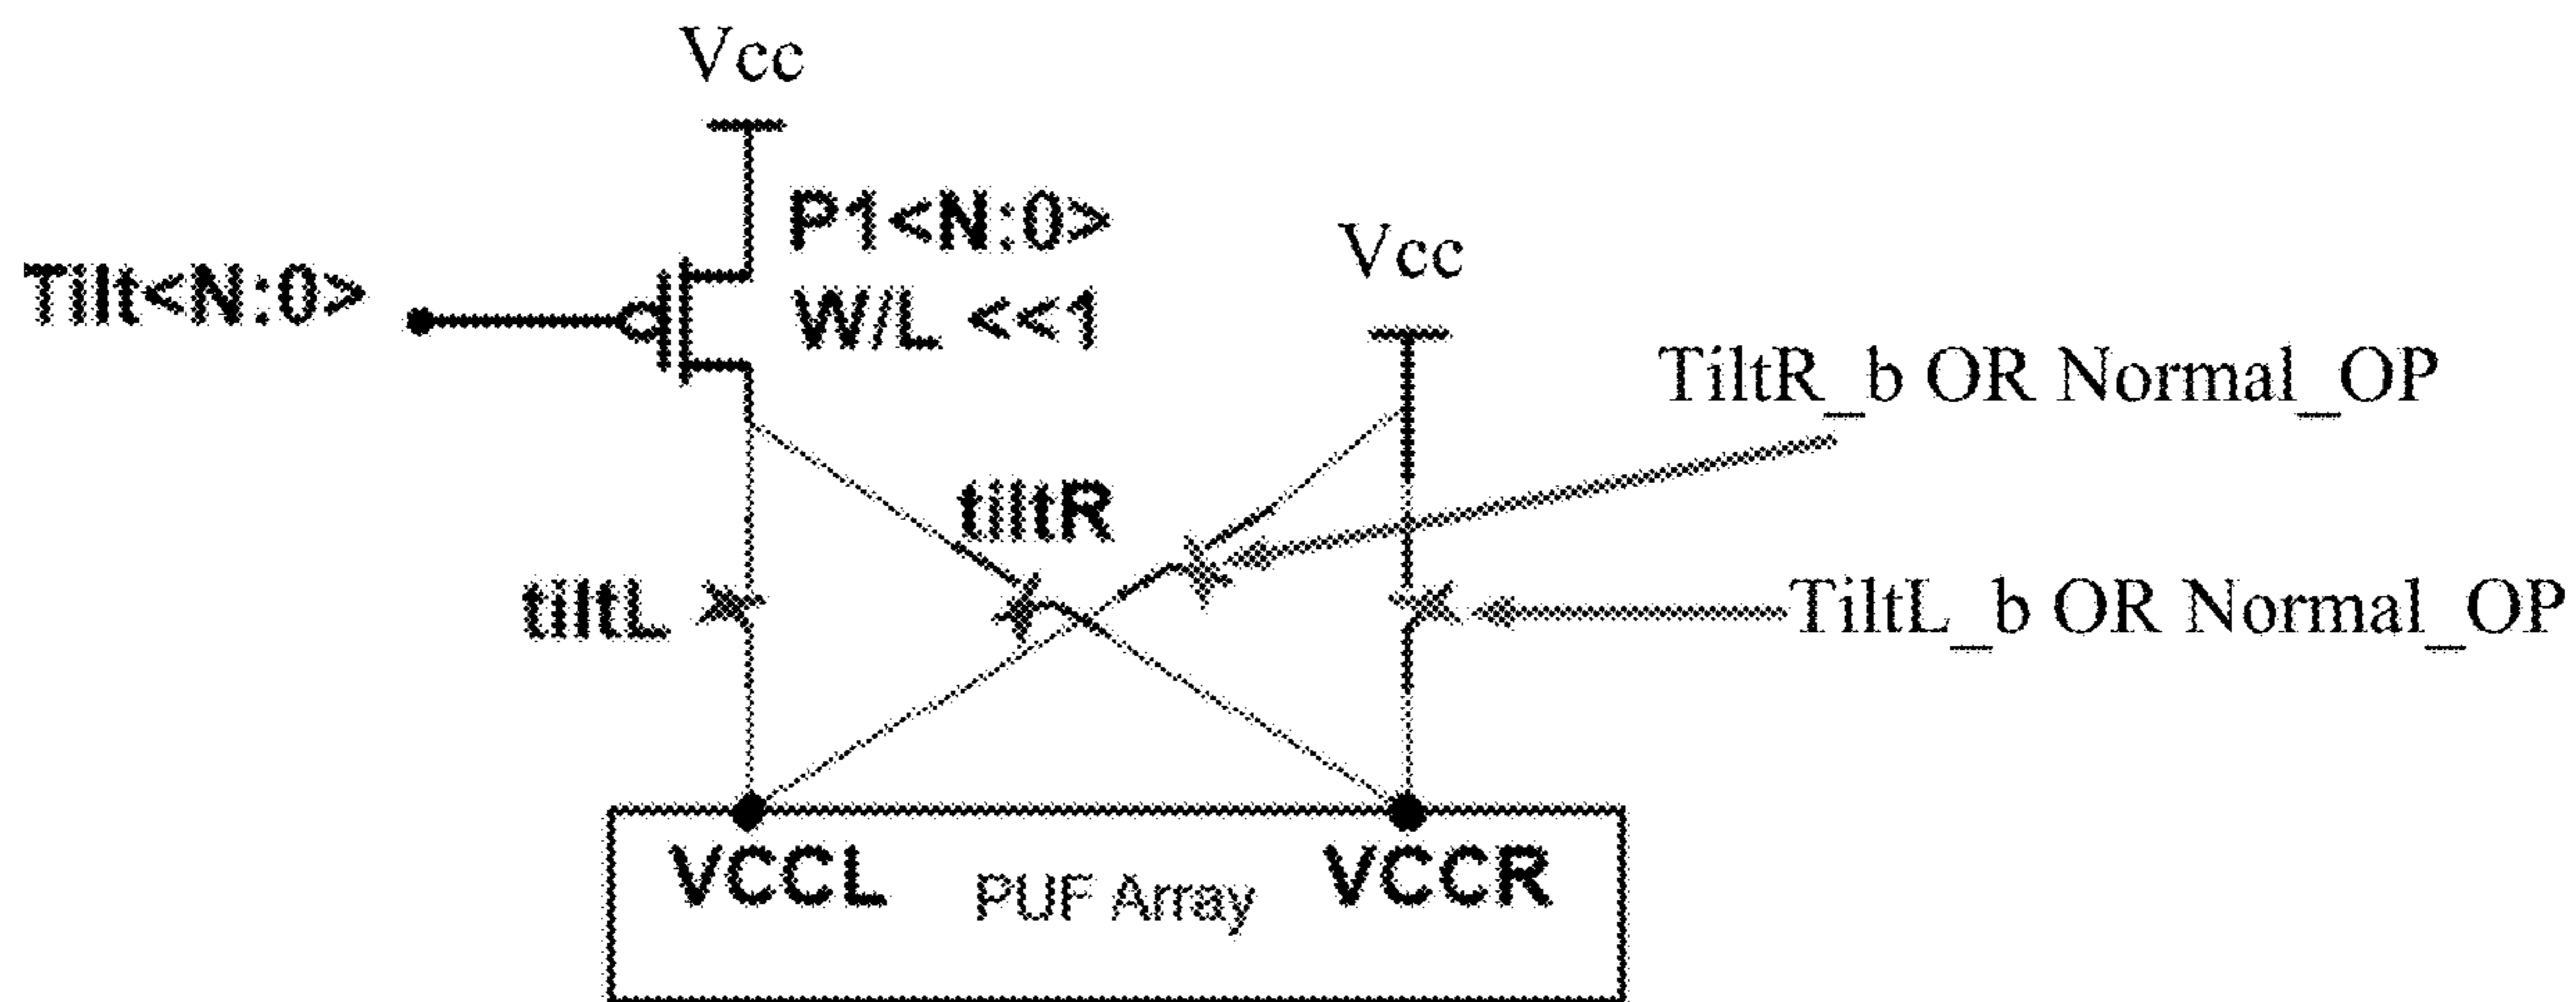 Vcc
P1<N:0>
W/L <<1
Tilt<N:0>
Vcc
TiltR_b OR Normal_OP
tiltR
tiltL
TiltL_b OR Normal_OP
VCCL
PUF Array
VCCR